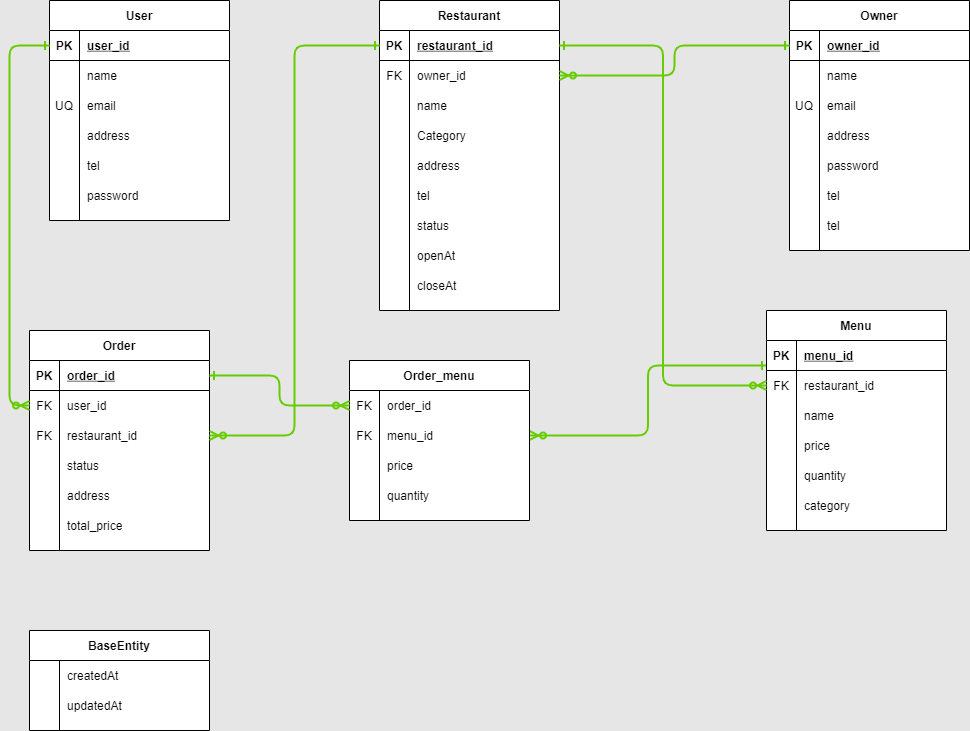 User
PK user_id
name
UQ email
address
tel
password
Restaurant
PK restaurant_id
FK owner_id
name
Category
address
tel
status
openAt
closeAt
Owner
PK owner_id
name
UQ email
address
password
tel
tel
Order
PK order_id
FK user_id
FK restaurant_id
status
address
total_price
Order_menu
FK order_id
FK menu_id
price
quantity
Menu
PK menu_id
FK restaurant_id
name
price
quantity
category
BaseEntity
createdAt
updatedAt